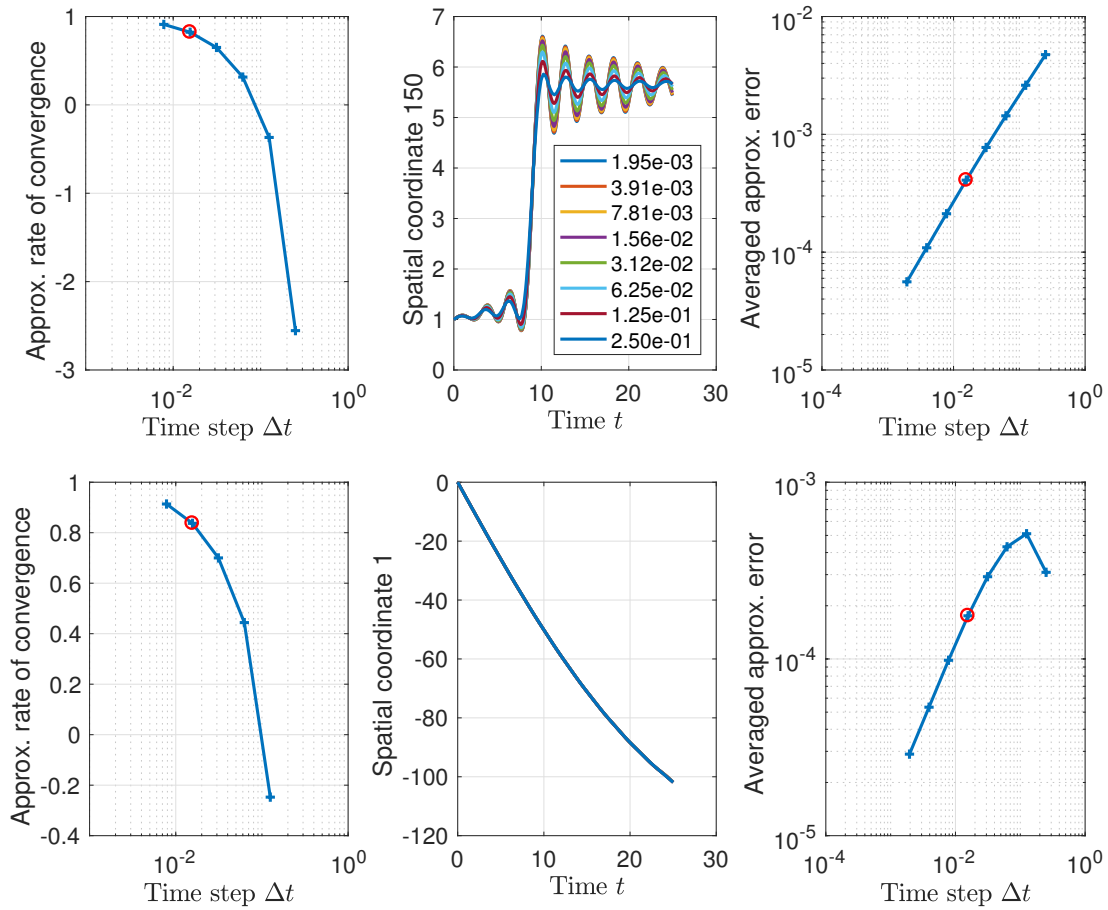 Approx. rate of convergence
1
0
-1
-2
-3
10^-2
10^0
Time step Δt
Spatial coordinate 150
7
6
5
4
3
2
1
0
0
10
20
30
Time t
1.95e-03
3.91e-03
7.81e-03
1.56e-02
3.12e-02
6.25e-02
1.25e-01
2.50e-01
Averaged approx. error
10^-2
10^-3
10^-4
10^-5
10^-4
10^-2
10^0
Time step Δt
Approx. rate of convergence
1
0.8
0.6
0.4
0.2
0
-0.2
-0.4
10^-2
10^0
Time step Δt
Spatial coordinate 1
0
-20
-40
-60
-80
-100
-120
0
10
20
30
Time t
Averaged approx. error
10^-3
10^-4
10^-5
10^-4
10^-2
10^0
Time step Δt